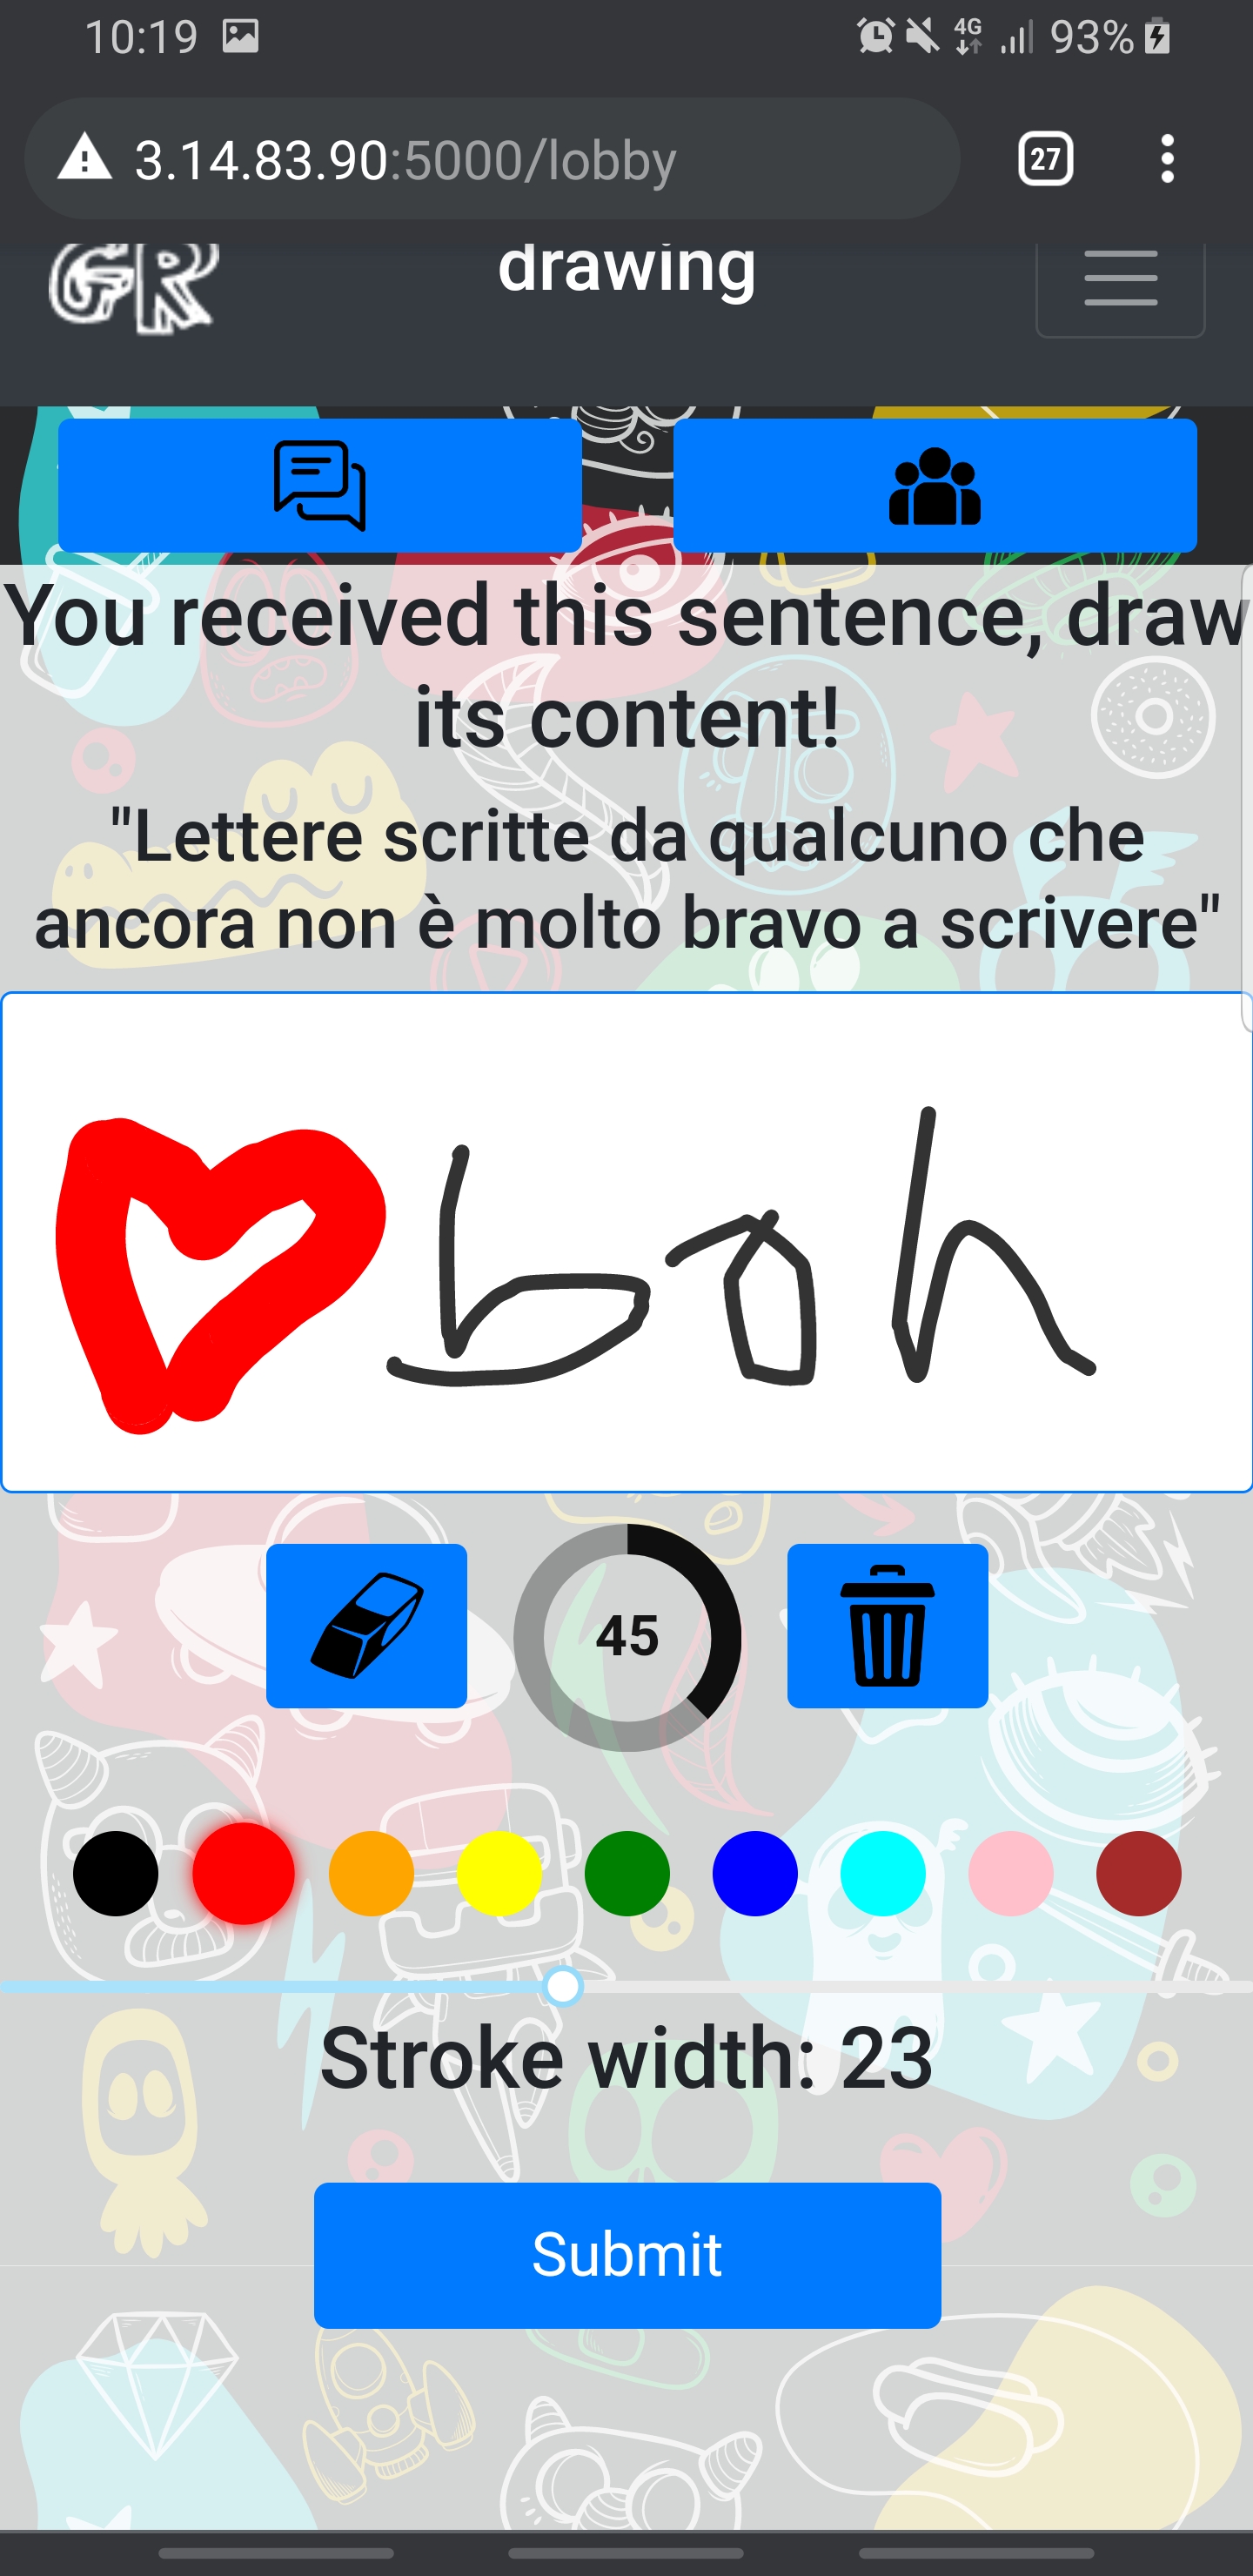 10:19
4G
93%
3.14.83.90:5000/lobby
27
GR
drawing
You received this sentence, draw
its content!
"Lettere scritte da qualcuno che
ancora non è molto bravo a scrivere"
boh
45
Stroke width: 23
Submit